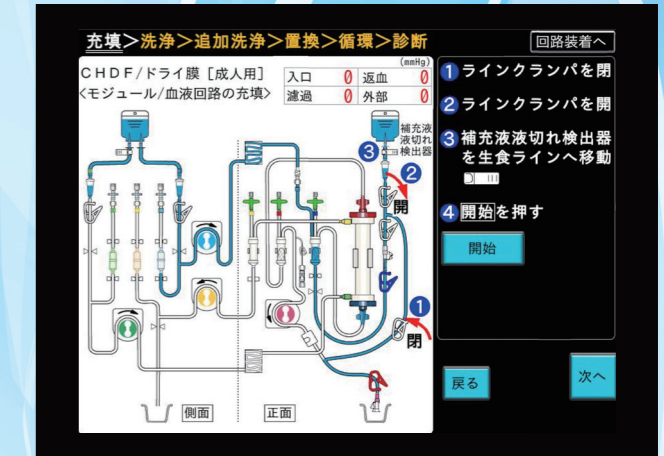 充填＞洗浄＞追加洗浄＞置換＞循環＞診断
回路装着へ
CHDF/ドライ膜［成人用］
<モジュール/血液回路の充填>
(mmHg)
入口 0 返血 0
濾過 0 外部 0
補充液
液切れ
検出器
3
2
開
1
閉
側面
正面
1 ラインクランパを閉
2 ラインクランパを開
3 補充液液切れ検出器
を生食ラインへ移動
4 開始を押す
開始
戻る
次へ